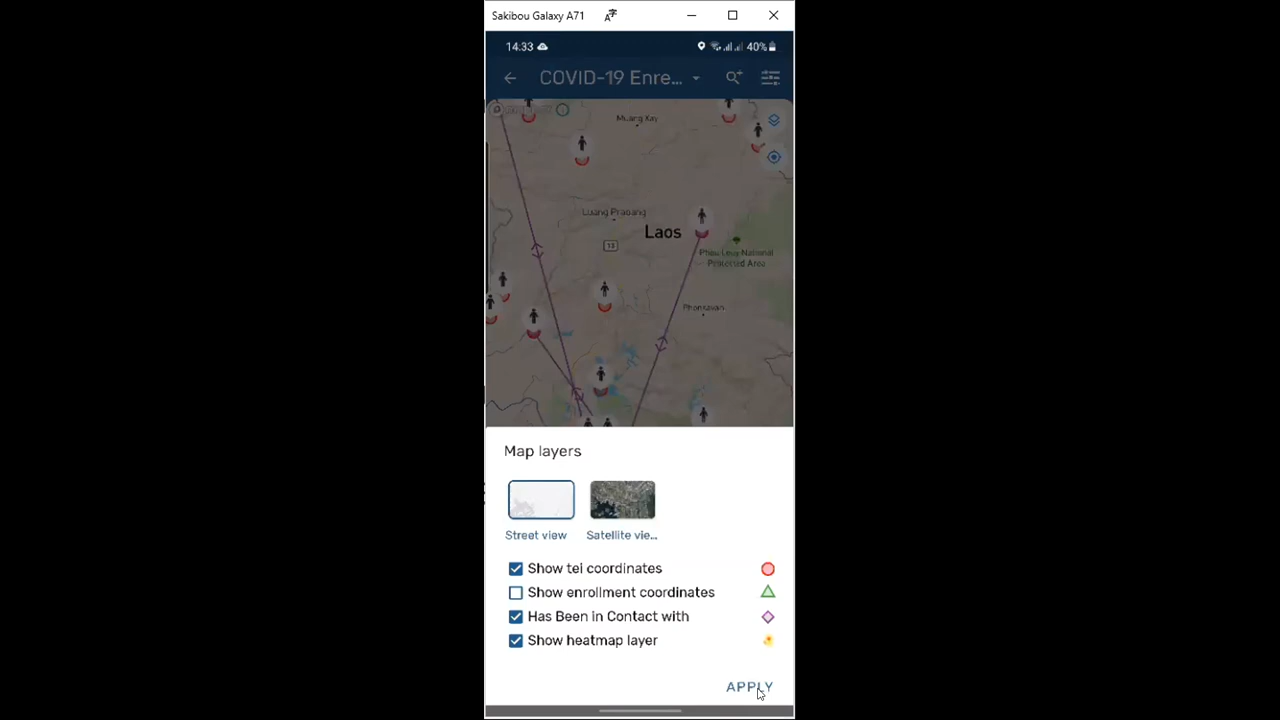 Sakibou Galaxy A71
14.33
40%
COVID-19 Enre...
Muang Xay
Luang Prabang
Laos
13
Phou Loey National
Protected Area
Phonsavan
Map layers
Street view
Satellite vie...
Show tei coordinates
Show enrollment coordinates
Has Been in Contact with
Show heatmap layer
APPLY